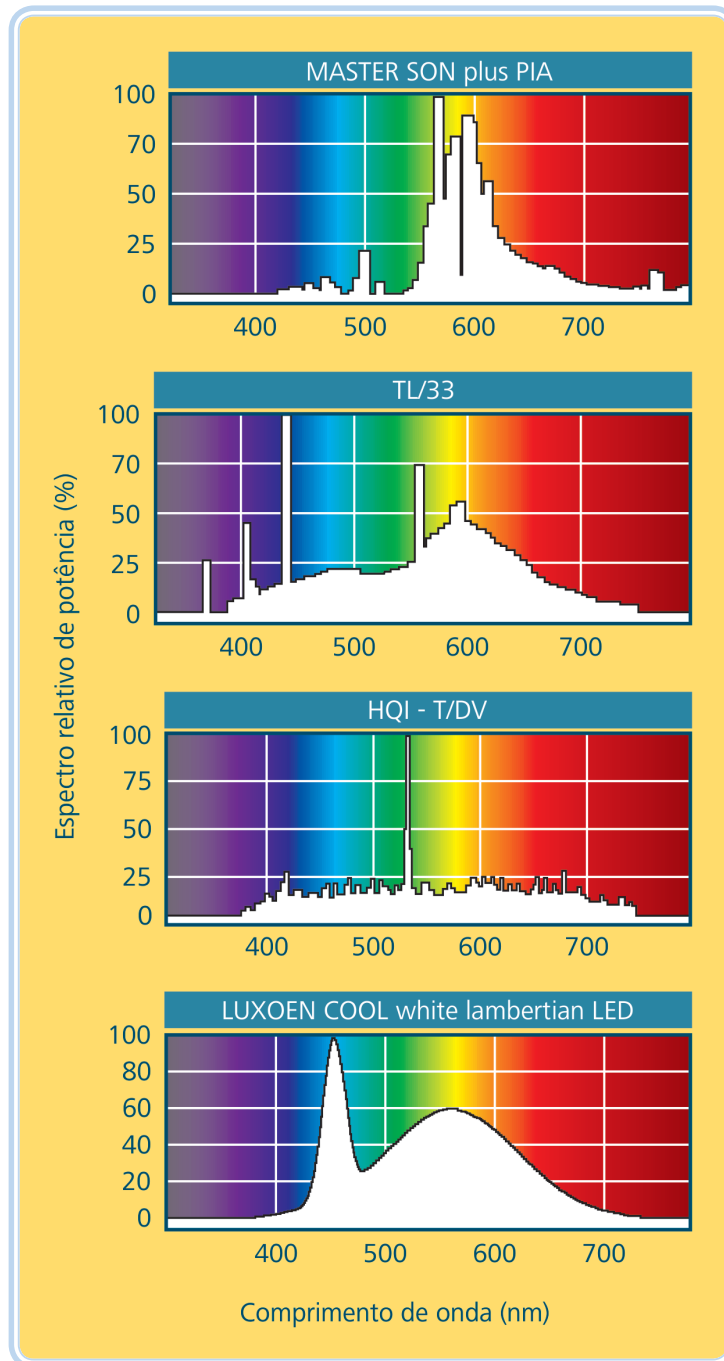 MASTER SON plus PIA
100
70
50
25
0
400 500 600 700
TL/33
100
70
50
25
0
400 500 600 700
HQI - T/DV
100
75
50
25
0
400 500 600 700
LUXOEN COOL white lambertian LED
100
80
60
40
20
0
400 500 600 700
Espectro relativo de potência (%)
Comprimento de onda (nm)